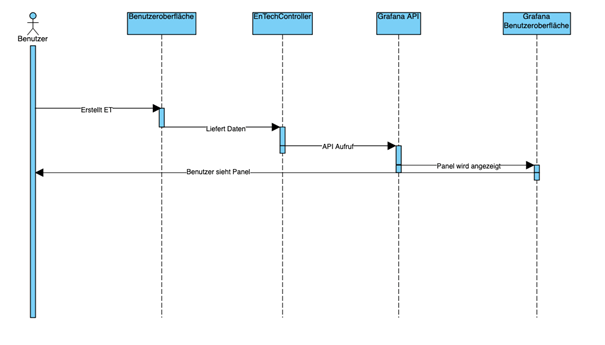 Benutzer
Benutzeroberfläche
EnTechController
Grafana API
Grafana
Benutzeroberfläche
Erstellt ET
Liefert Daten
API Aufruf
Panel wird angezeigt
Benutzer sieht Panel